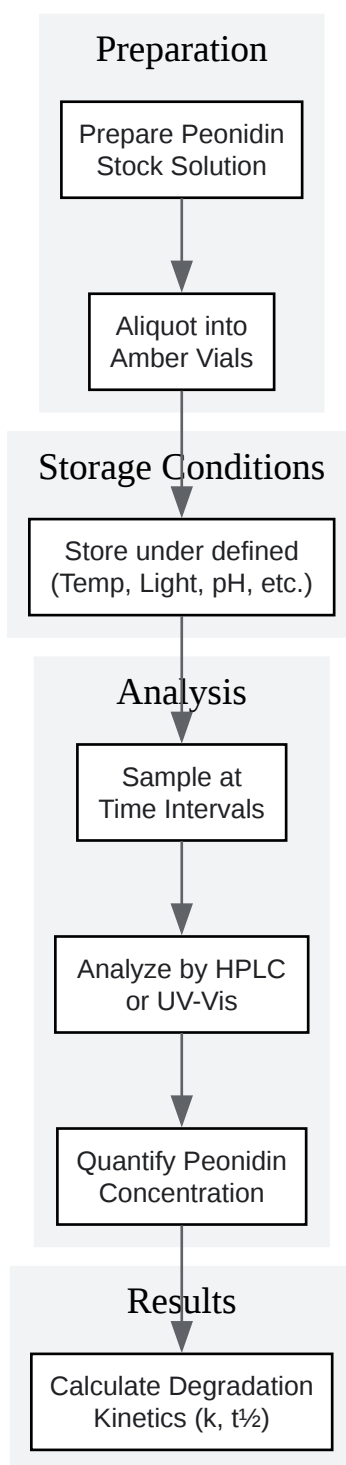 Preparation
Prepare Peonidin
Stock Solution
Aliquot into
Amber Vials
Storage Conditions
Store under defined
(Temp, Light, pH, etc.)
Analysis
Sample at
Time Intervals
Analyze by HPLC
or UV-Vis
Quantify Peonidin
Concentration
Results
Calculate Degradation
Kinetics (k, t½)